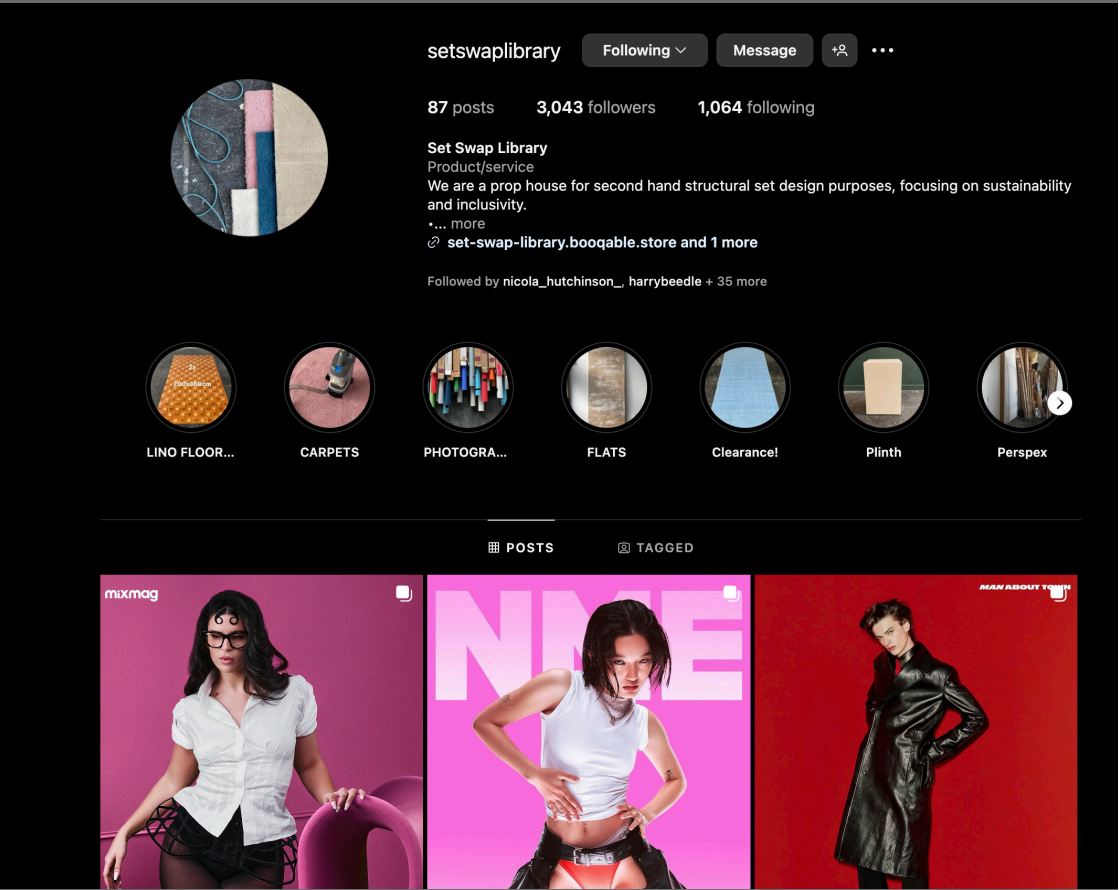 setswaplibrary
Following
Message
87 posts
3,043 followers
1,064 following
Set Swap Library
Product/service
We are a prop house for second hand structural set design purposes, focusing on sustainability
and inclusivity.
•... more
set-swap-library.booqable.store and 1 more
Followed by nicola_hutchinson_, harrybeedle + 35 more
2x
200x360cm
LINO FLOOR...
CARPETS
PHOTOGRA...
FLATS
Clearance!
Plinth
Perspex
POSTS
TAGGED
mixmag
NME
MAN ABOUT TOWN